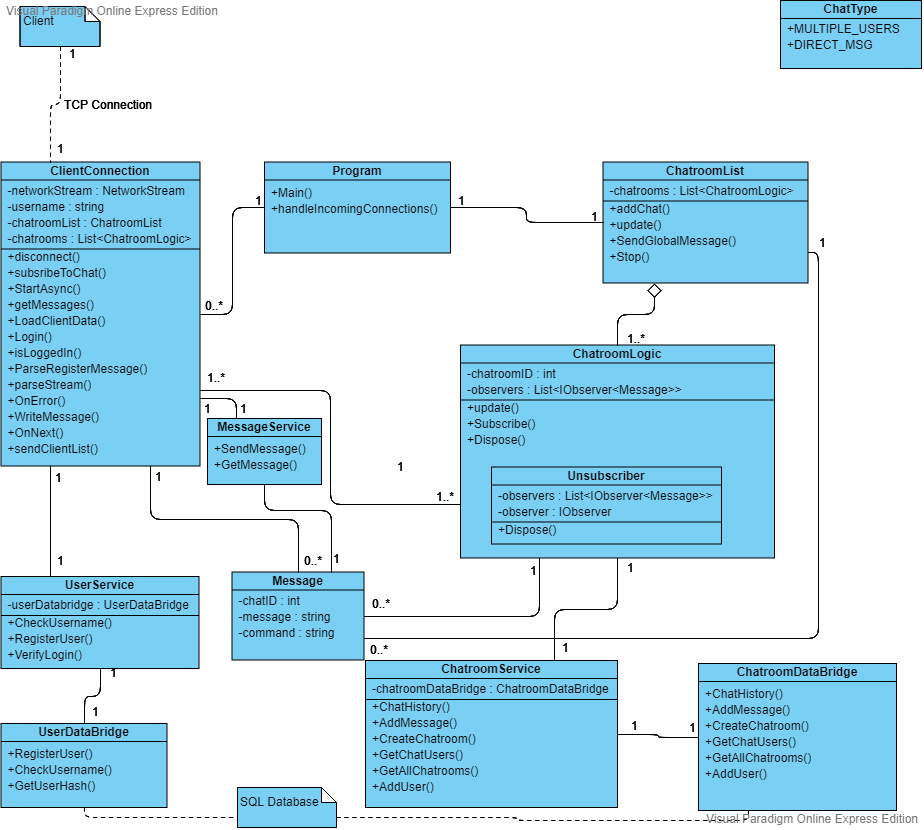 Visual Paradigm Online Express Edition
Client
1
TCP Connection
1
ChatType
+MULTIPLE_USERS
+DIRECT_MSG
ClientConnection
-networkStream : NetworkStream
-username : string
-chatroomList : ChatroomList
-chatrooms : List<ChatroomLogic>
+disconnect()
+subsribeToChat()
+StartAsync()
+getMessages()
+LoadClientData()
+Login()
+isLoggedIn()
+ParseRegisterMessage()
+parseStream()
+OnError()
+WriteMessage()
+OnNext()
+sendClientList()
1
0..*
Program
+Main()
+handleIncomingConnections()
1
1
ChatroomList
-chatrooms : List<ChatroomLogic>
+addChat()
+update()
+SendGlobalMessage()
+Stop()
1
1..*
1..*
1
1
MessageService
+SendMessage()
+GetMessage()
1
1..*
ChatroomLogic
-chatroomID : int
-observers : List<IObserver<Message>>
+update()
+Subscribe()
+Dispose()
Unsubscriber
-observers : List<IObserver<Message>>
-observer : IObserver
+Dispose()
1
1
1
1
0..*
1
1
1
UserService
-userDatabridge : UserDataBridge
+CheckUsername()
+RegisterUser()
+VerifyLogin()
Message
-chatID : int
-message : string
-command : string
0..*
0..*
1
1
1
UserDataBridge
+RegisterUser()
+CheckUsername()
+GetUserHash()
SQL Database
ChatroomService
-chatroomDataBridge : ChatroomDataBridge
+ChatHistory()
+AddMessage()
+CreateChatroom()
+GetChatUsers()
+GetAllChatrooms()
+AddUser()
1
1
ChatroomDataBridge
+ChatHistory()
+AddMessage()
+CreateChatroom()
+GetChatUsers()
+GetAllChatrooms()
+AddUser()
Visual Paradigm Online Express Edition